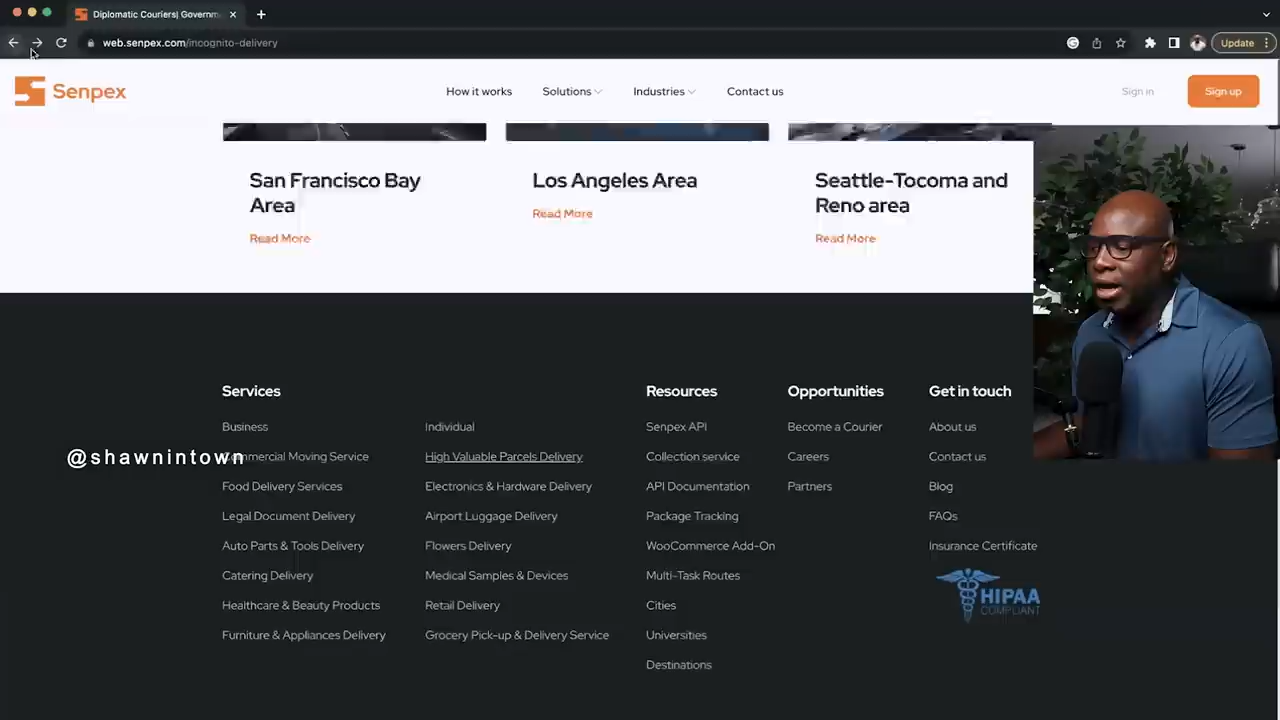 Diplomatic Couriers| Governm
web.senpex.com/incognito-delivery
Update
Senpex
How it works
Solutions
Industries
Contact us
Sign in
Sign up
San Francisco Bay
Area
Read More
Los Angeles Area
Read More
Seattle-Tocoma and
Reno area
Read More
Services
Business
Commercial Moving Service
Food Delivery Services
Legal Document Delivery
Auto Parts & Tools Delivery
Catering Delivery
Healthcare & Beauty Products
Furniture & Appliances Delivery
Individual
High Valuable Parcels Delivery
Electronics & Hardware Delivery
Airport Luggage Delivery
Flowers Delivery
Medical Samples & Devices
Retail Delivery
Grocery Pick-up & Delivery Service
Resources
Senpex API
Collection service
API Documentation
Package Tracking
WooCommerce Add-On
Multi-Task Routes
Cities
Universities
Destinations
Opportunities
Become a Courier
Careers
Partners
Get in touch
About us
Contact us
Blog
FAQs
Insurance Certificate
HIPAA
COMPLIANT
@shawnintown